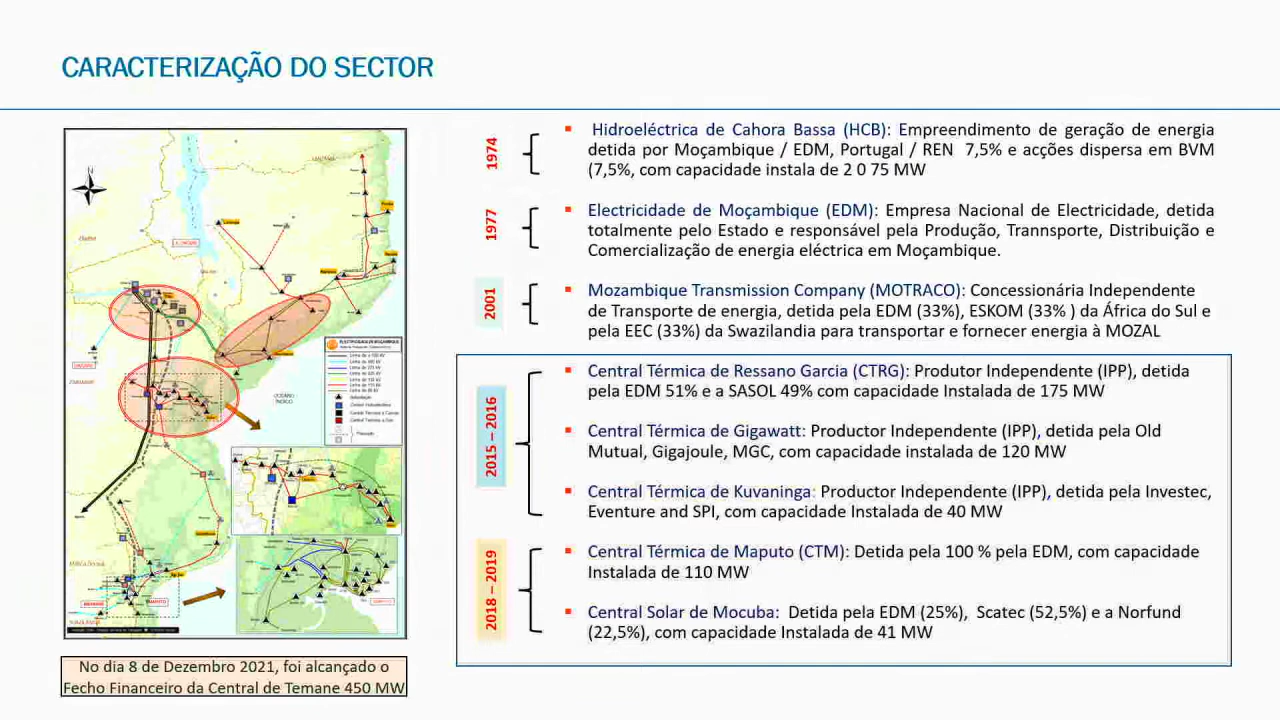 CARACTERIZAÇÃO DO SECTOR
1974
Hidroeléctrica de Cahora Bassa (HCB): Empreendimento de geração de energia
detida por Moçambique / EDM, Portugal / REN 7,5% e acções dispersa em BVM
(7,5%, com capacidade instala de 2 0 75 MW
1977
Electricidade de Moçambique (EDM): Empresa Nacional de Electricidade, detida
totalmente pelo Estado e responsável pela Produção, Trannsporte, Distribuição e
Comercialização de energia eléctrica em Moçambique.
2001
Mozambique Transmission Company (MOTRACO): Concessionária Independente
de Transporte de energia, detida pela EDM (33%), ESKOM (33% ) da África do Sul e
pela EEC (33%) da Swazilandia para transportar e fornecer energia à MOZAL
2015 – 2016
Central Térmica de Ressano Garcia (CTRG): Produtor Independente (IPP), detida
pela EDM 51% e a SASOL 49% com capacidade Instalada de 175 MW
Central Térmica de Gigawatt: Productor Independente (IPP), detida pela Old
Mutual, Gigajoule, MGC, com capacidade instalada de 120 MW
Central Térmica de Kuvaninga: Productor Independente (IPP), detida pela Investec,
Eventure and SPI, com capacidade Instalada de 40 MW
2018 – 2019
Central Térmica de Maputo (CTM): Detida pela 100 % pela EDM, com capacidade
Instalada de 110 MW
Central Solar de Mocuba: Detida pela EDM (25%), Scatec (52,5%) e a Norfund
(22,5%), com capacidade Instalada de 41 MW
OCEANO
ÍNDICO
No dia 8 de Dezembro 2021, foi alcançado o
Fecho Financeiro da Central de Temane 450 MW